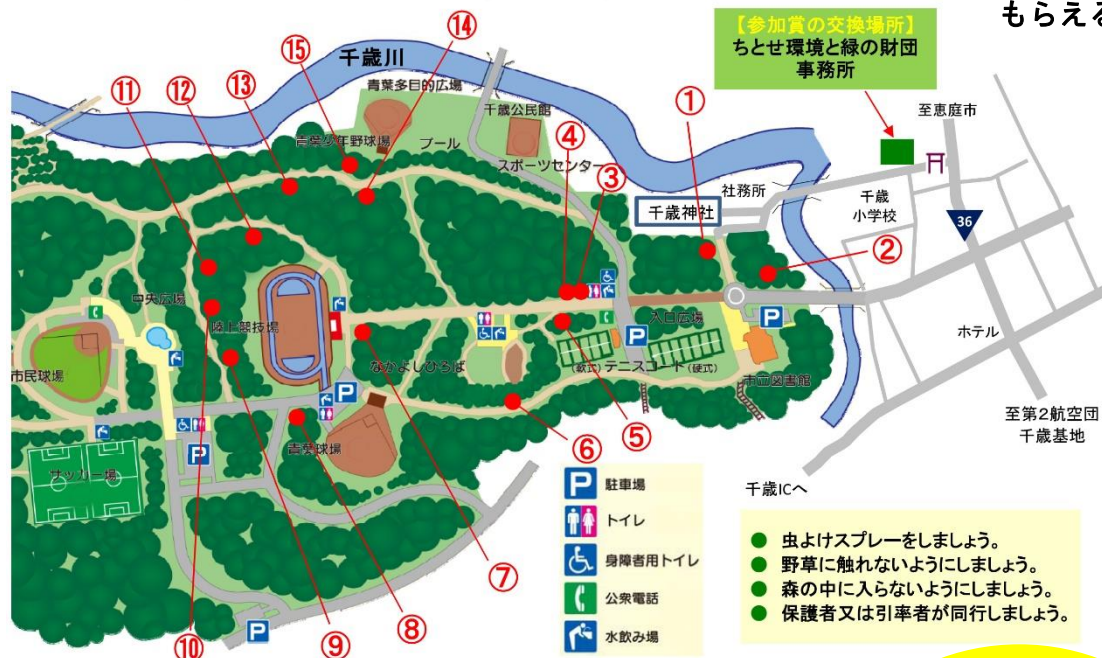 もらえる
【参加賞の交換場所】
ちとせ環境と緑の財団
事務所
⑭
⑮
千歳川
青葉多目的広場
⑪
⑫
⑬
千歳公民館
①
至恵庭市
青葉少年野球場
プール
④
③
スポーツセンター
社務所
千歳神社
千歳
小学校
36
②
中央広場
陸上競技場
入口広場
P
P
ホテル
市民球場
なかよしひろば
(軟式)テニスコート(硬式)
市立図書館
P
至第2航空団
千歳基地
⑥
⑤
青葉球場
P
サッカー場
千歳ICへ
P 駐車場
トイレ
身障者用トイレ
公衆電話
水飲み場
⑦
P
⑩
⑨
⑧
● 虫よけスプレーをしましょう。
● 野草に触れないようにしましょう。
● 森の中に入らないようにしましょう。
● 保護者又は引率者が同行しましょう。